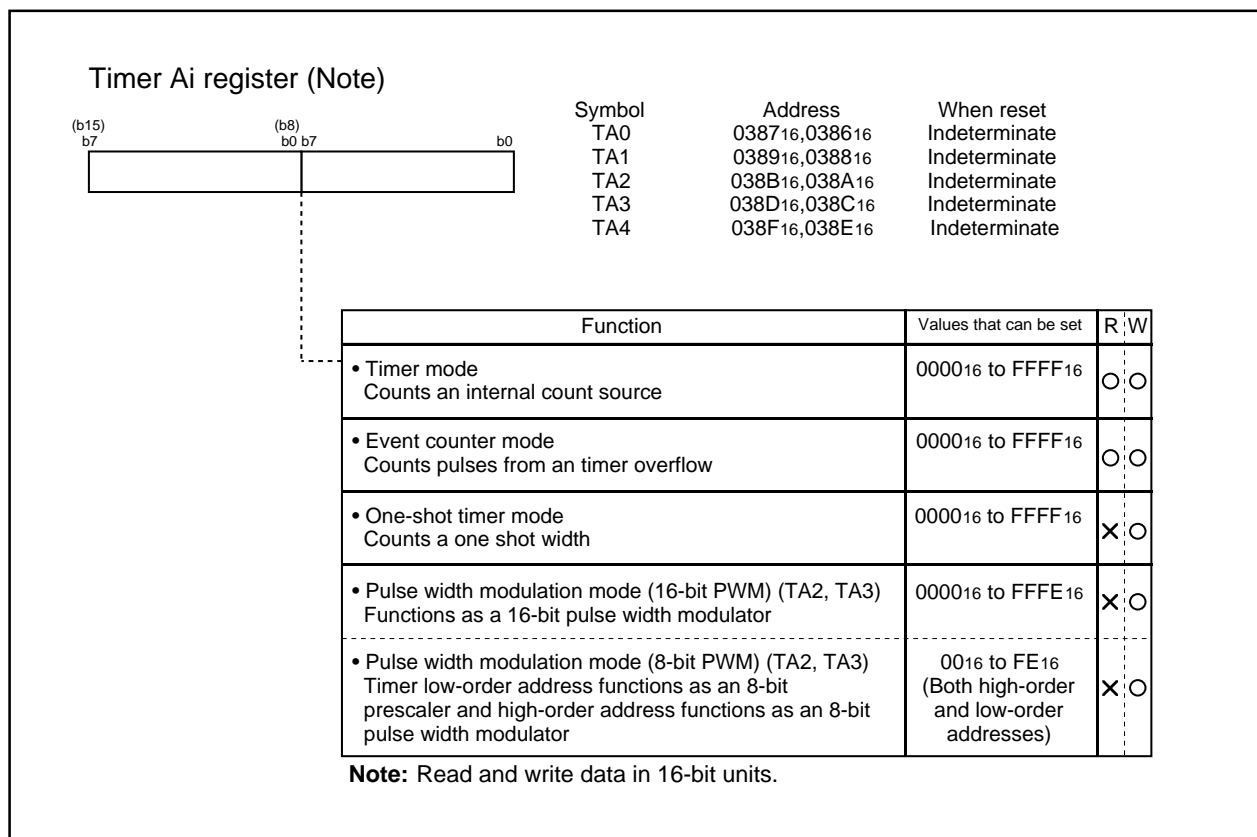 Timer Ai register (Note)
(b15) (b8)
b7 b0 b7 b0
Symbol Address When reset
TA0 038716,038616 Indeterminate
TA1 038916,038816 Indeterminate
TA2 038B16,038A16 Indeterminate
TA3 038D16,038C16 Indeterminate
TA4 038F16,038E16 Indeterminate
Function Values that can be set R W
• Timer mode 000016 to FFFF16
Counts an internal count source
• Event counter mode 000016 to FFFF16
Counts pulses from an timer overflow
• One-shot timer mode 000016 to FFFF16
Counts a one shot width
• Pulse width modulation mode (16-bit PWM) (TA2, TA3) 000016 to FFFE16
Functions as a 16-bit pulse width modulator
• Pulse width modulation mode (8-bit PWM) (TA2, TA3) 0016 to FE16
Timer low-order address functions as an 8-bit (Both high-order
prescaler and high-order address functions as an 8-bit and low-order
pulse width modulator addresses)
Note: Read and write data in 16-bit units.